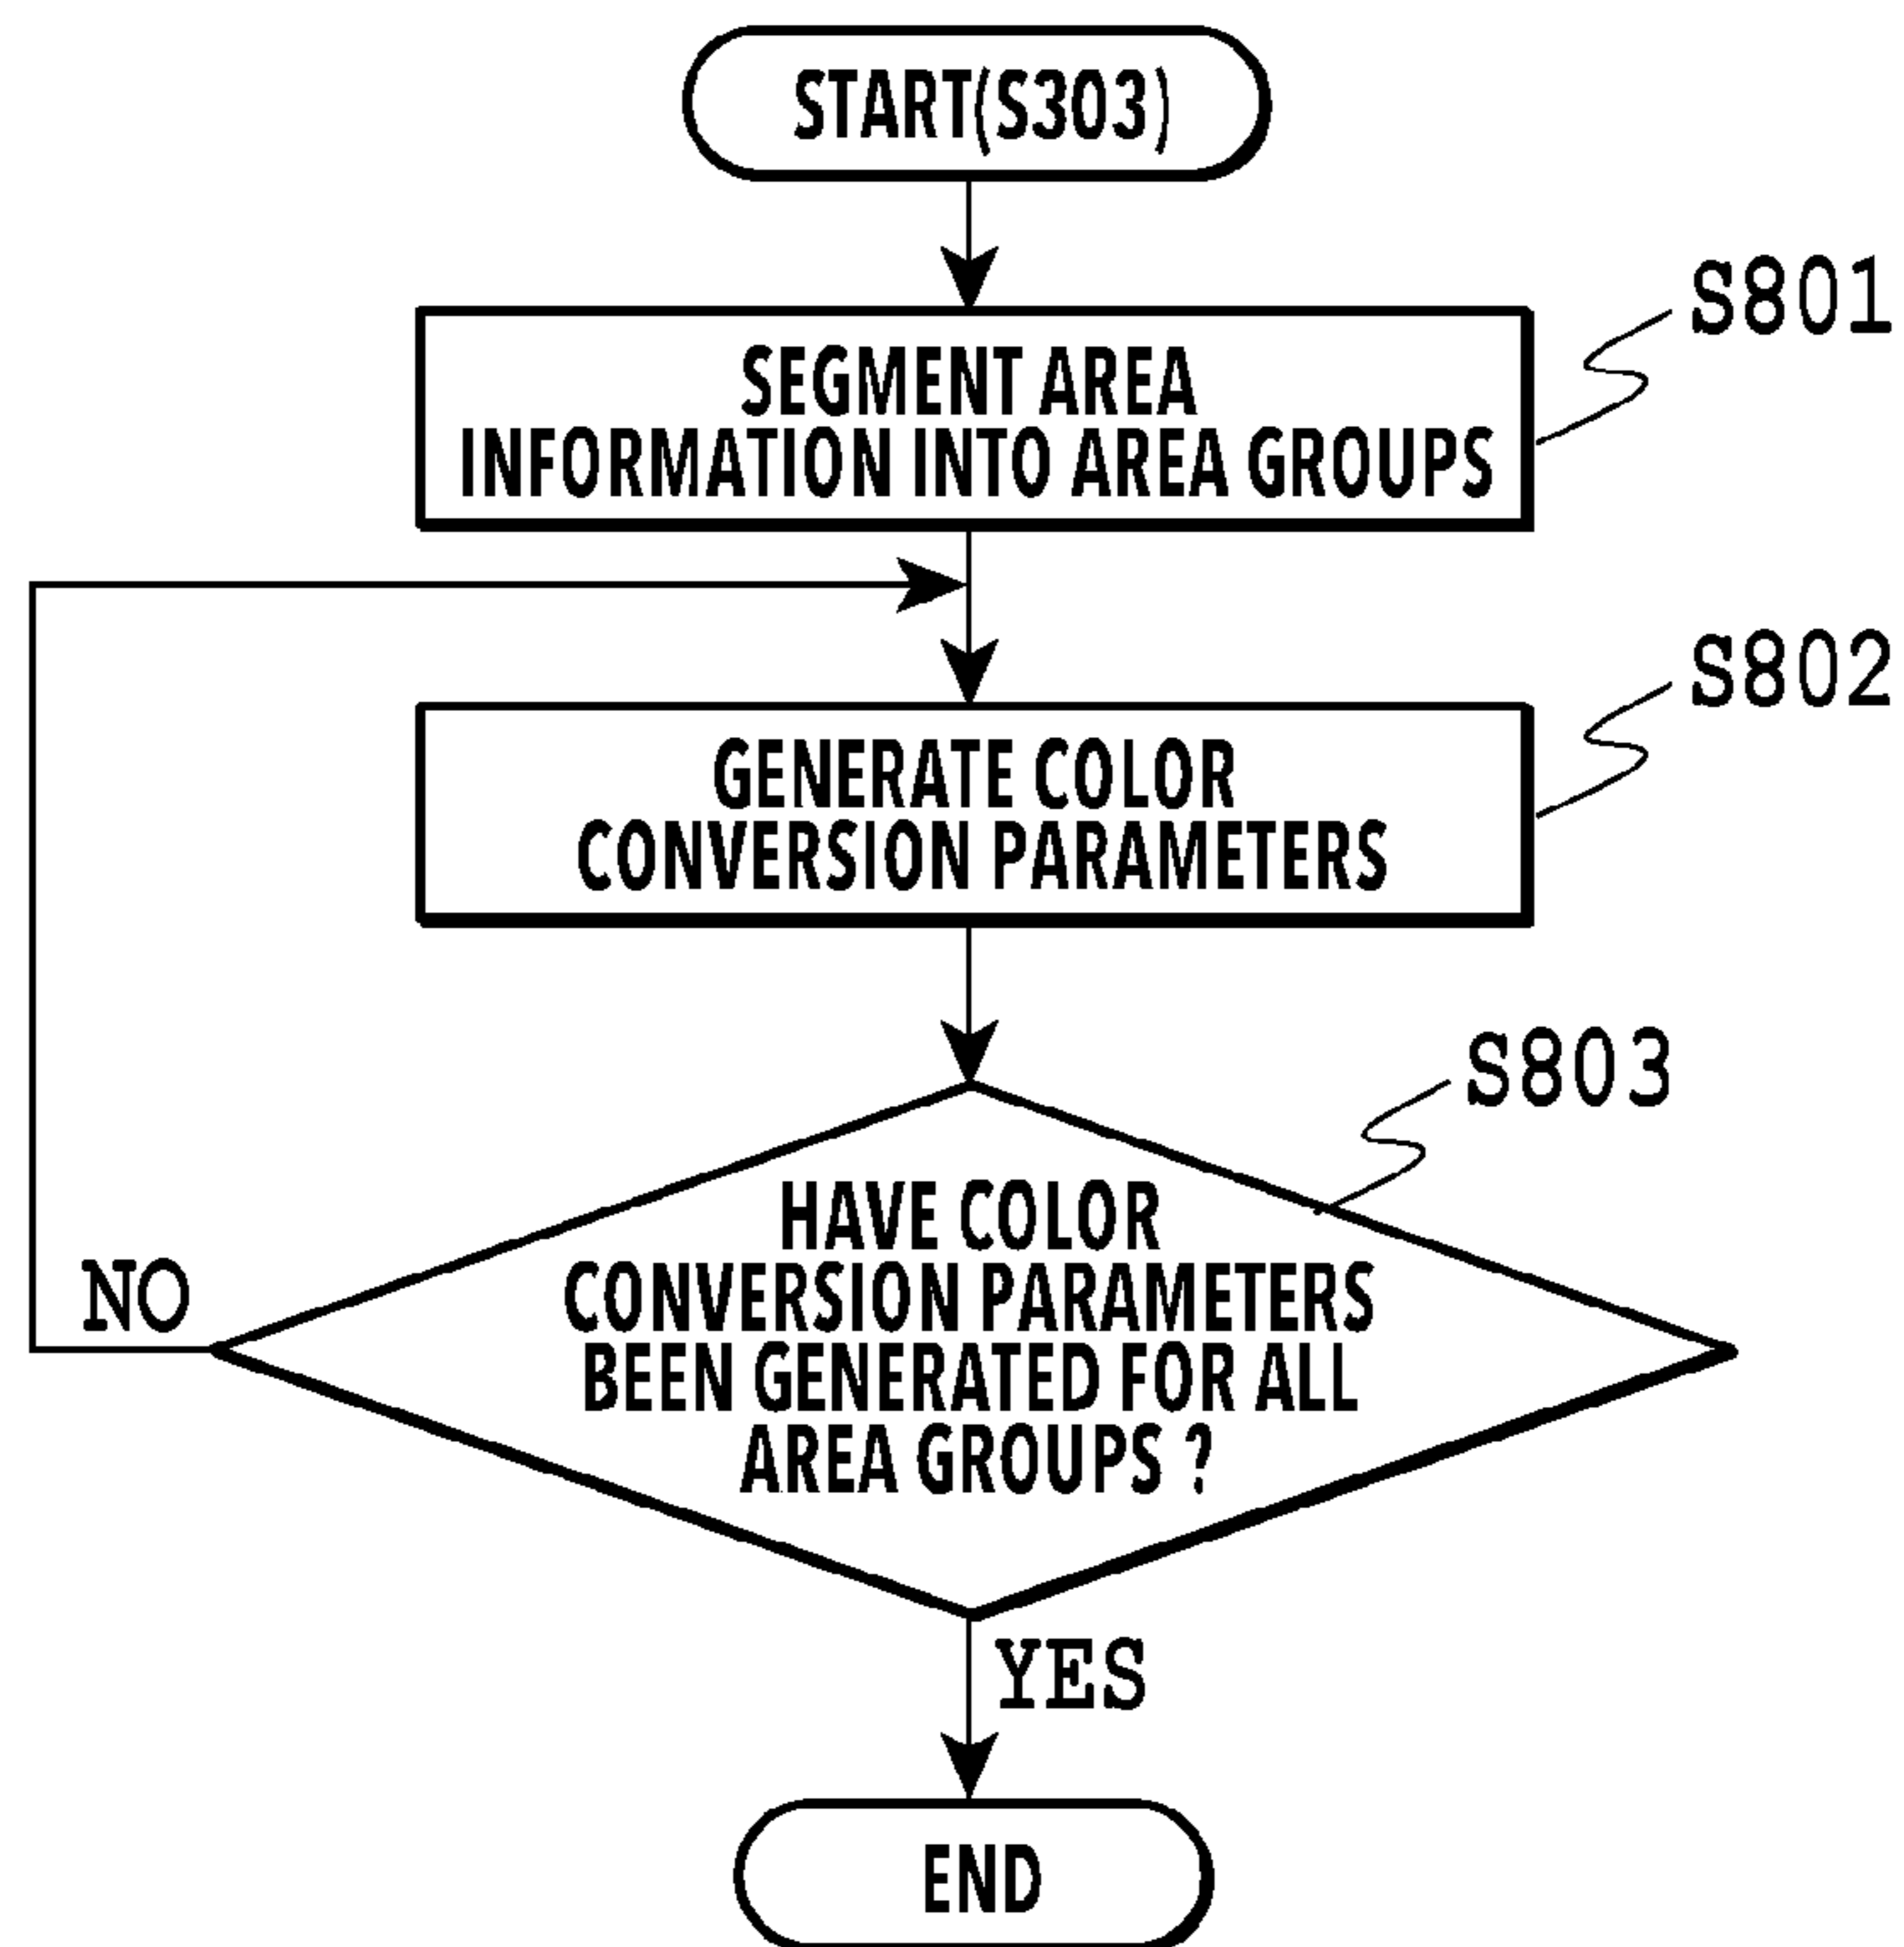 START(S303)
S801
SEGMENT AREA
INFORMATION INTO AREA GROUPS
S802
GENERATE COLOR
CONVERSION PARAMETERS
S803
HAVE COLOR
CONVERSION PARAMETERS
BEEN GENERATED FOR ALL
AREA GROUPS ?
NO
YES
END